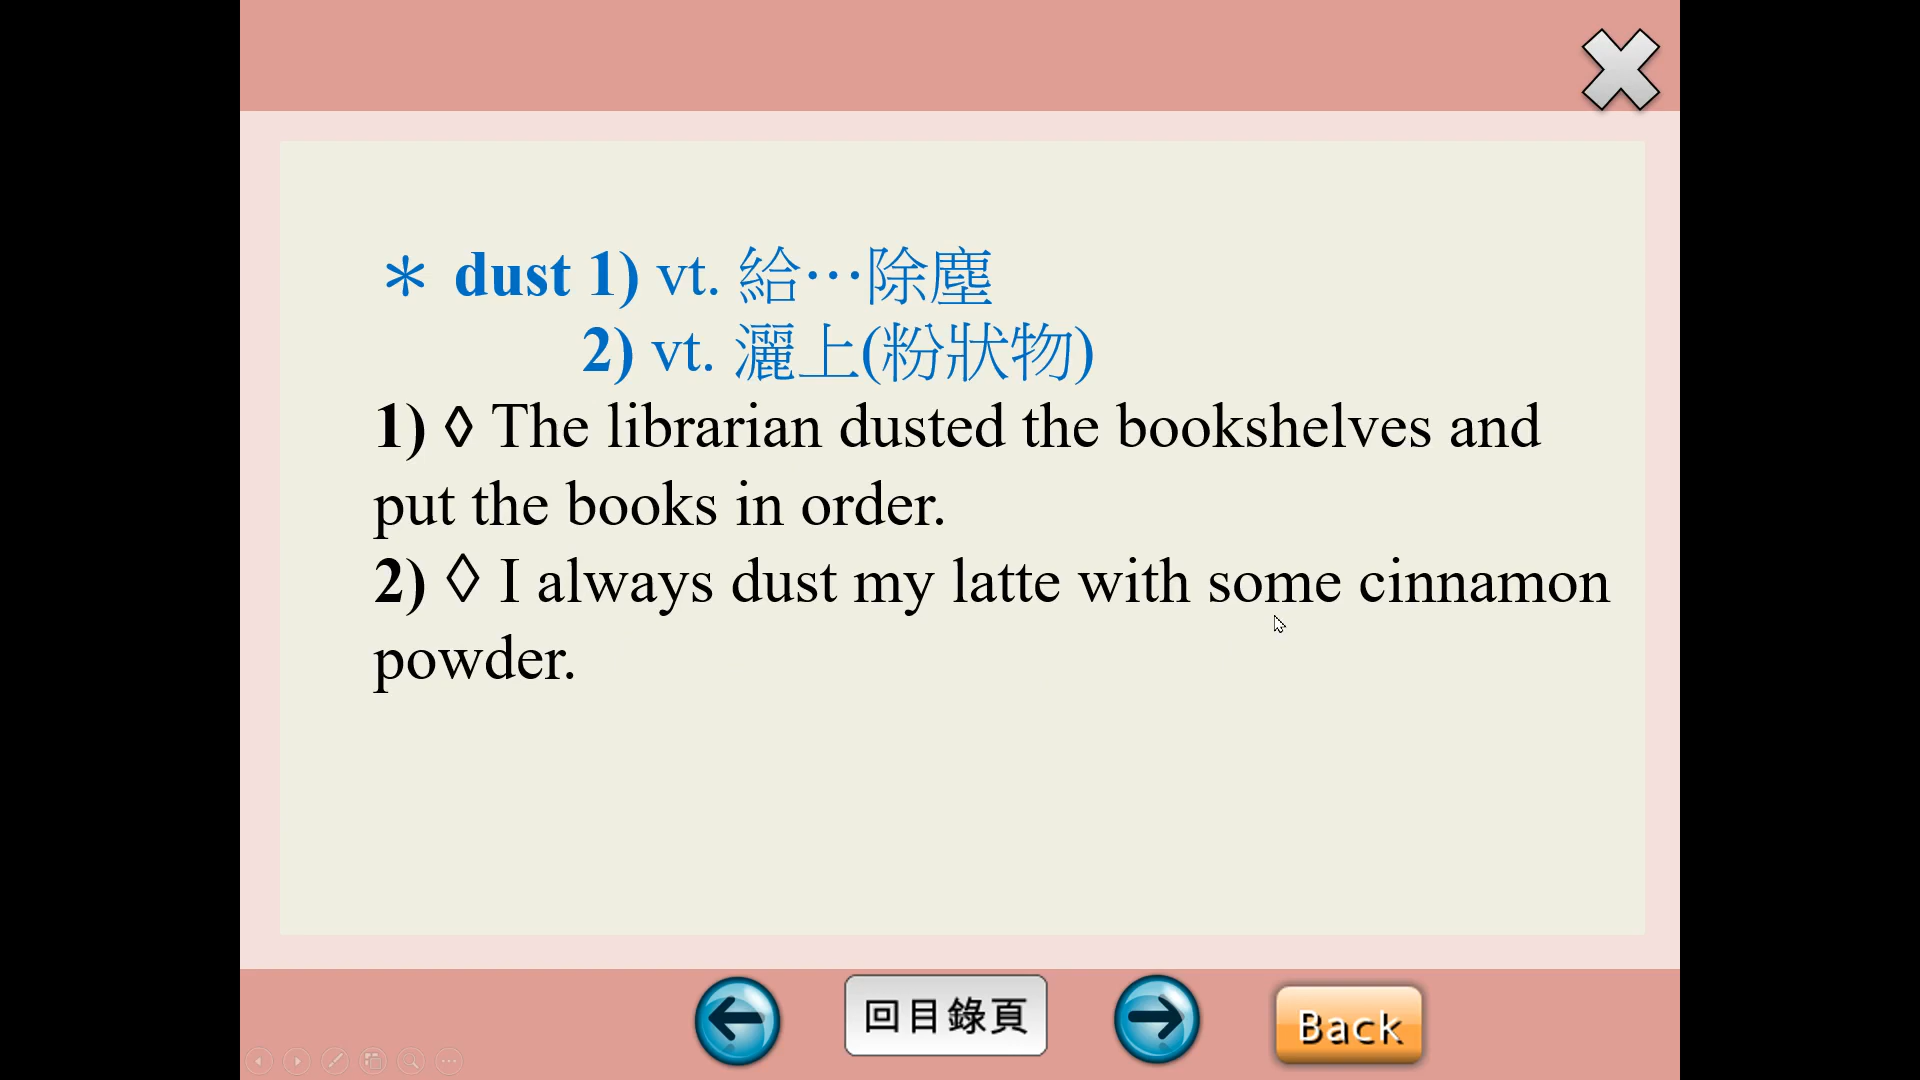 ＊ dust 1) vt. 給…除塵
2) vt. 灑上(粉狀物)
1) ◊ The librarian dusted the bookshelves and
put the books in order.
2) ◊ I always dust my latte with some cinnamon
powder.
回目錄頁
Back